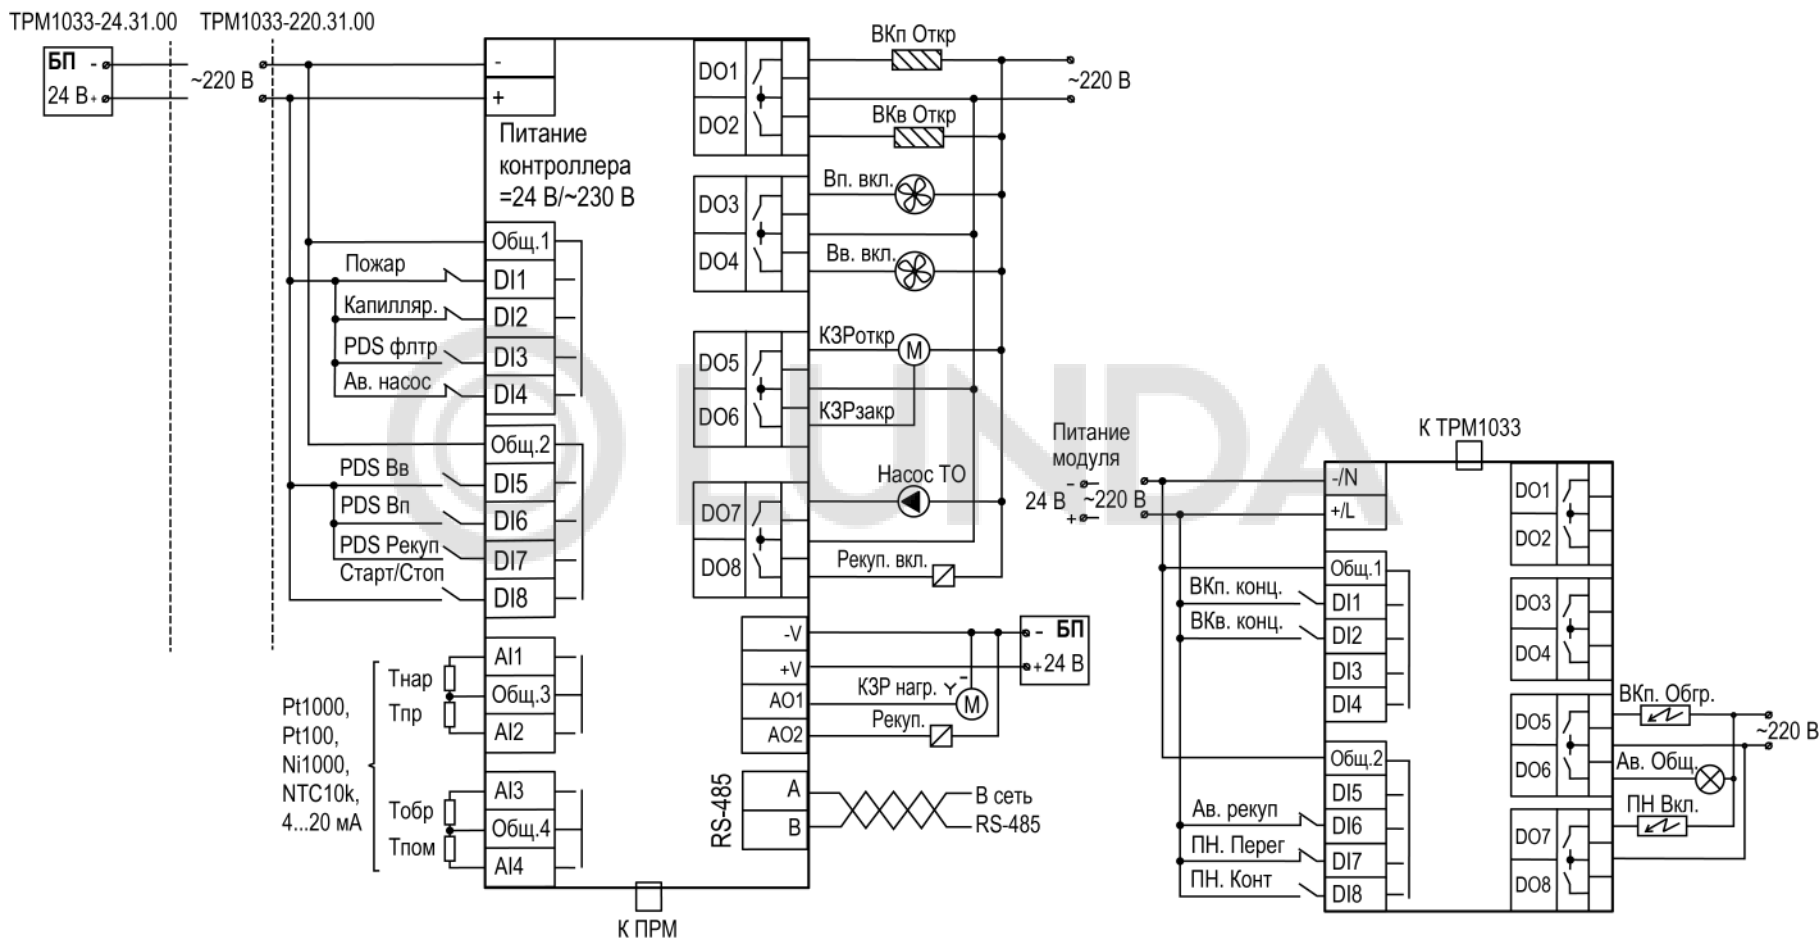 ТРМ1033-24.31.00
ТРМ1033-220.31.00
БП -
24 В+
~220 В
-
+
Питание
контроллера
=24 В/~230 В
Общ.1
Пожар
DI1
Капилляр.
DI2
PDS флтр
DI3
Ав. насос
DI4
Общ.2
PDS Вв
DI5
PDS Вп
DI6
PDS Рекуп
DI7
Старт/Стоп
DI8
Pt1000,
Pt100,
Ni1000,
NTC10k,
4...20 мА
Тнар
Тпр
AI1
Общ.3
AI2
Тобр
Тпом
AI3
Общ.4
AI4
К ПРМ
DO1
DO2
ВКп Откр
ВКв Откр
~220 В
DO3
DO4
Вп. вкл.
Вв. вкл.
DO5
DO6
КЗРоткр
М
КЗРзакр
DO7
DO8
Насос ТО
Рекуп. вкл.
-V
+V
AO1
AO2
- БП
+ 24 В
КЗР нагр. Y
-
М
Рекуп.
RS-485
A
B
В сеть
RS-485
LUNDA
К ТРМ1033
Питание
модуля
-
24 В
+
~220 В
-/N
+/L
Общ.1
ВКп. конц.
DI1
ВКв. конц.
DI2
DI3
DI4
Общ.2
DI5
Ав. рекуп
DI6
ПН. Перег
DI7
ПН. Конт
DI8
DO1
DO2
DO3
DO4
DO5
DO6
DO7
DO8
ВКп. Обгр.
~220 В
Ав. Общ.
ПН Вкл.